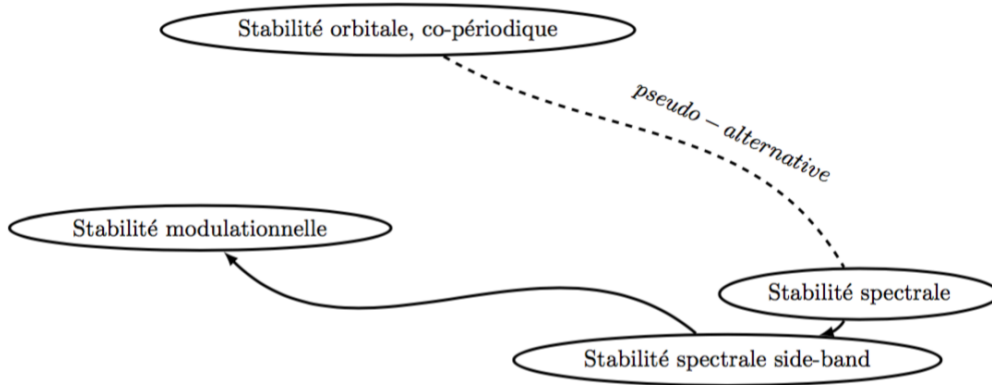 Stabilité orbitale, co-périodique
pseudo – alternative
Stabilité modulationnelle
Stabilité spectrale
Stabilité spectrale side-band